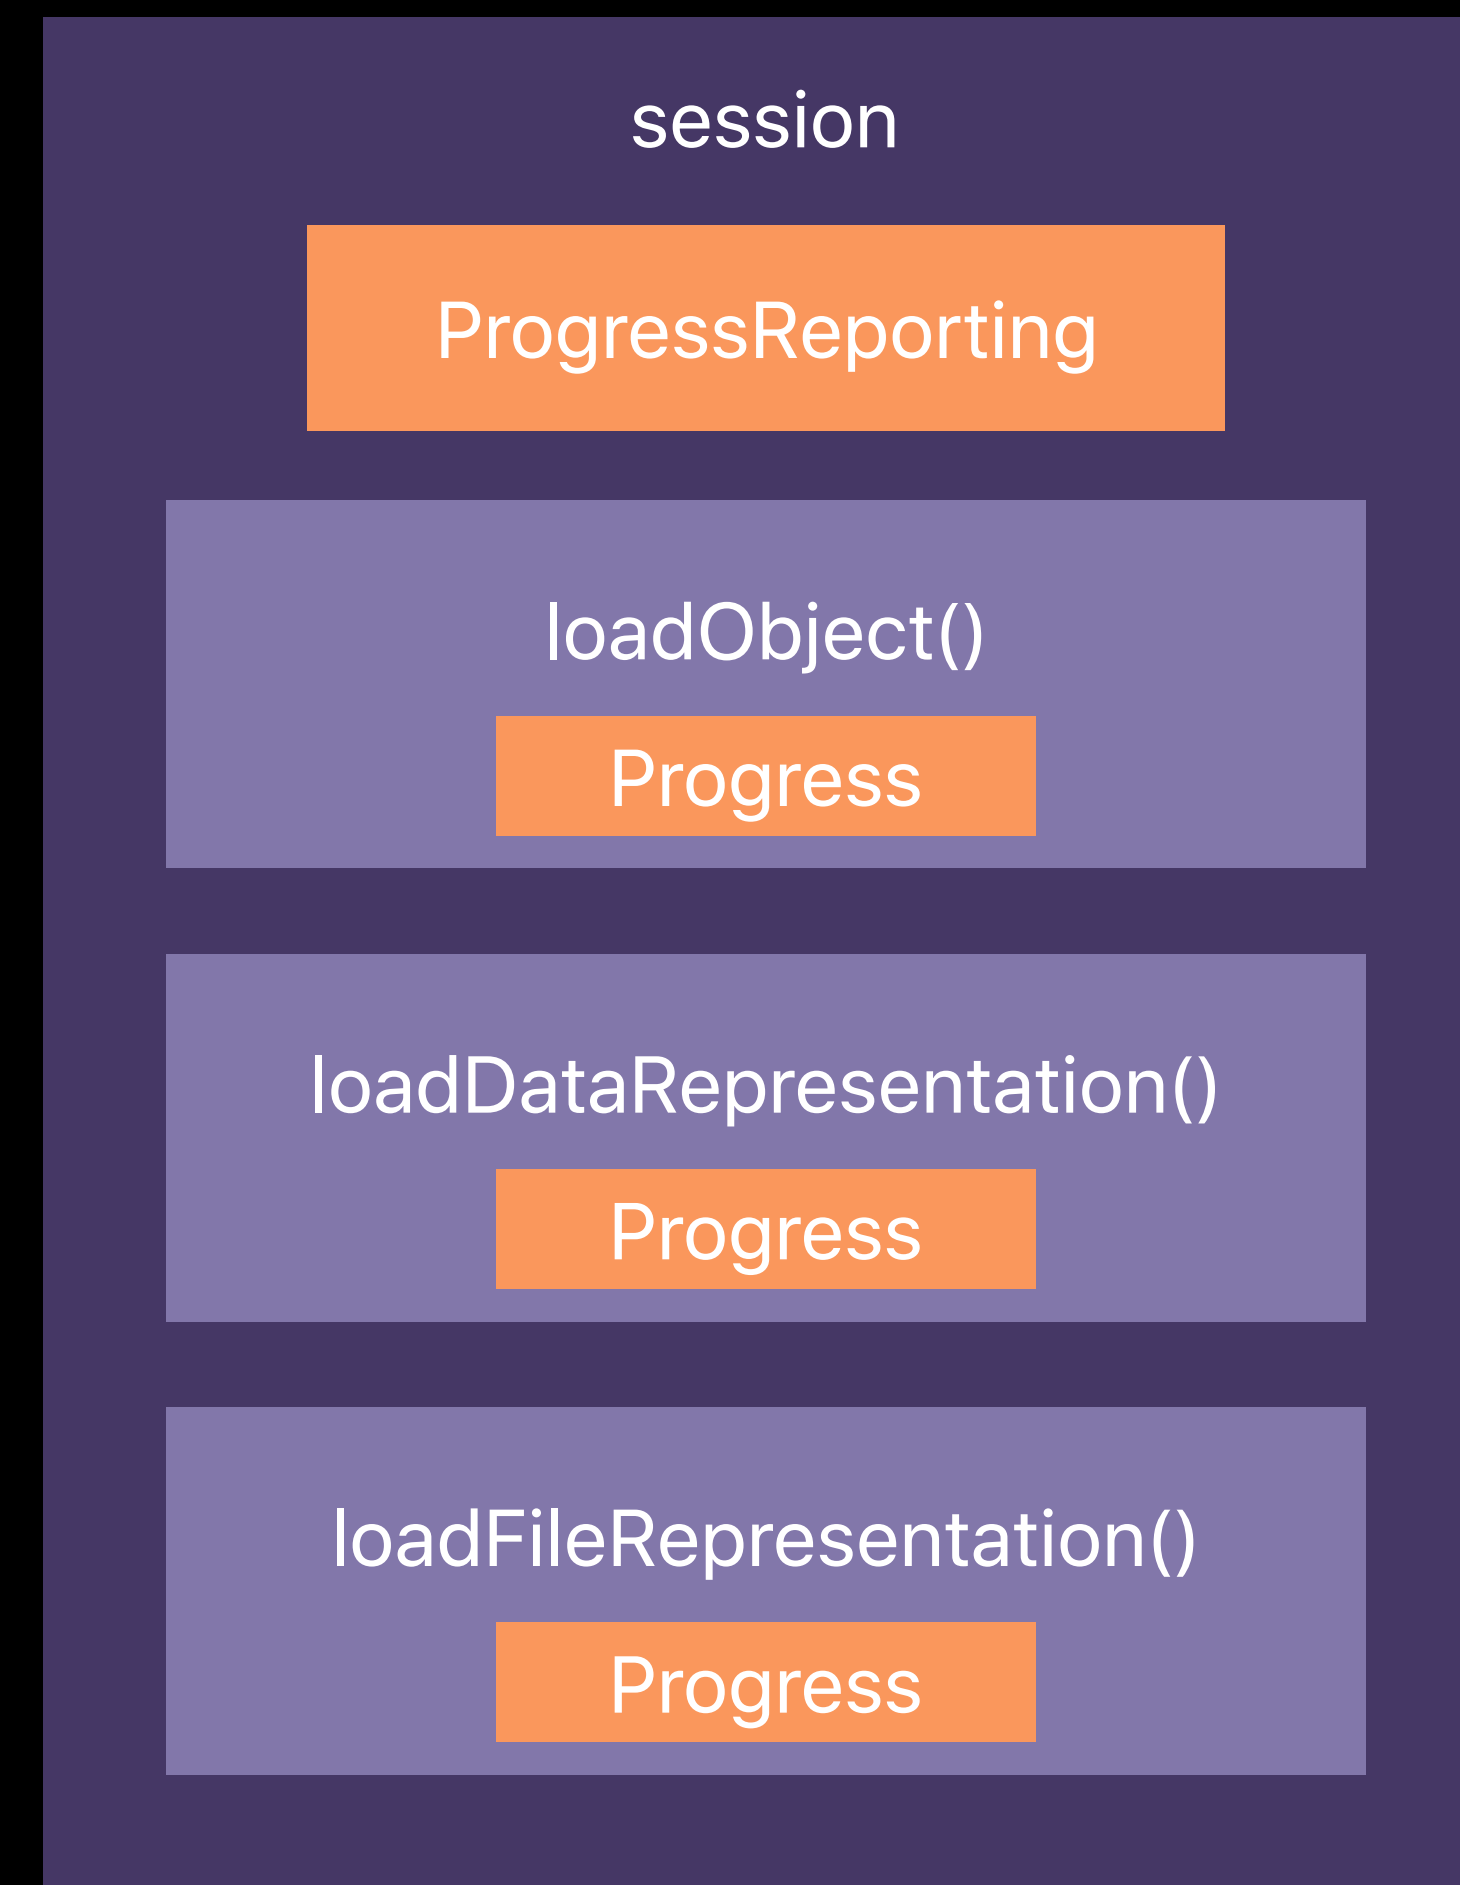 session
ProgressReporting
loadObject()
Progress
loadDataRepresentation()
Progress
loadFileRepresentation()
Progress